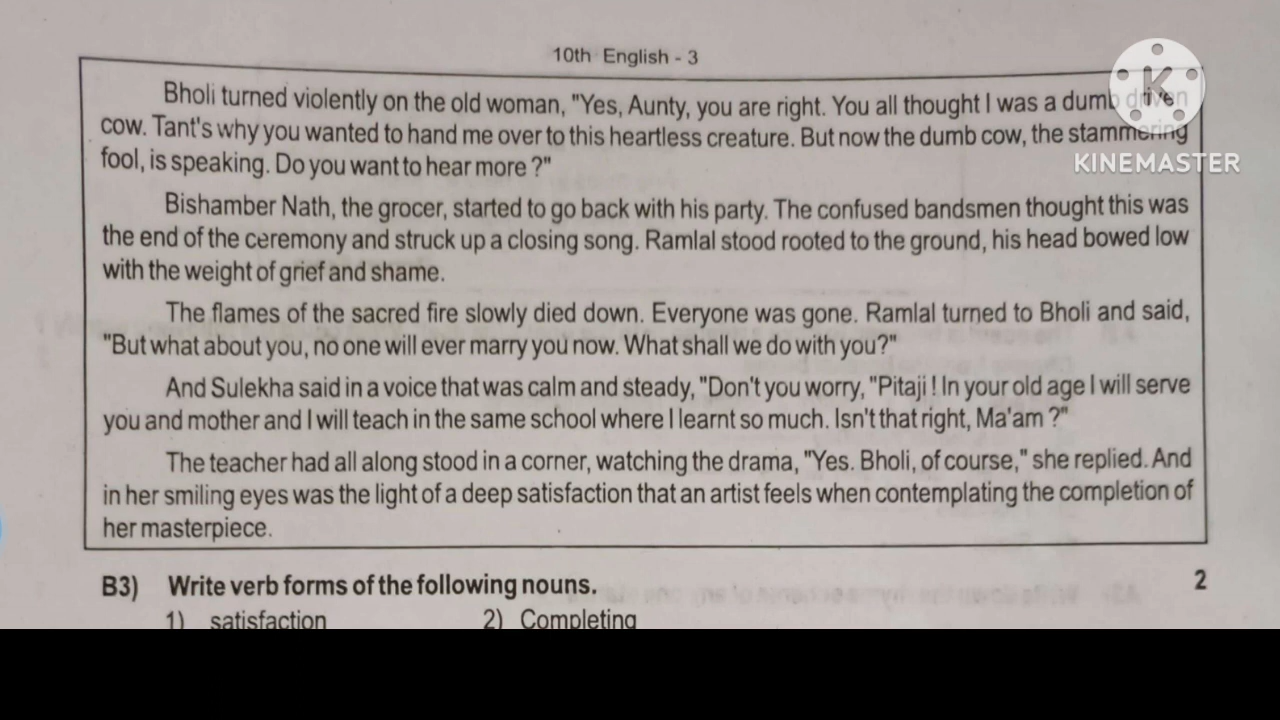 10th English - 3
Bholi turned violently on the old woman, "Yes, Aunty, you are right. You all thought I was a dumb driven
cow. Tant's why you wanted to hand me over to this heartless creature. But now the dumb cow, the stammering
fool, is speaking. Do you want to hear more ?"
KINEMASTER
Bishamber Nath, the grocer, started to go back with his party. The confused bandsmen thought this was
the end of the ceremony and struck up a closing song. Ramlal stood rooted to the ground, his head bowed low
with the weight of grief and shame.
The flames of the sacred fire slowly died down. Everyone was gone. Ramlal turned to Bholi and said,
"But what about you, no one will ever marry you now. What shall we do with you?"
And Sulekha said in a voice that was calm and steady, "Don't you worry, "Pitaji ! In your old age I will serve
you and mother and I will teach in the same school where I learnt so much. Isn't that right, Ma'am ?"
The teacher had all along stood in a corner, watching the drama, "Yes. Bholi, of course," she replied. And
in her smiling eyes was the light of a deep satisfaction that an artist feels when contemplating the completion of
her masterpiece.
B3) Write verb forms of the following nouns. 2
1) satisfaction 2) Completing